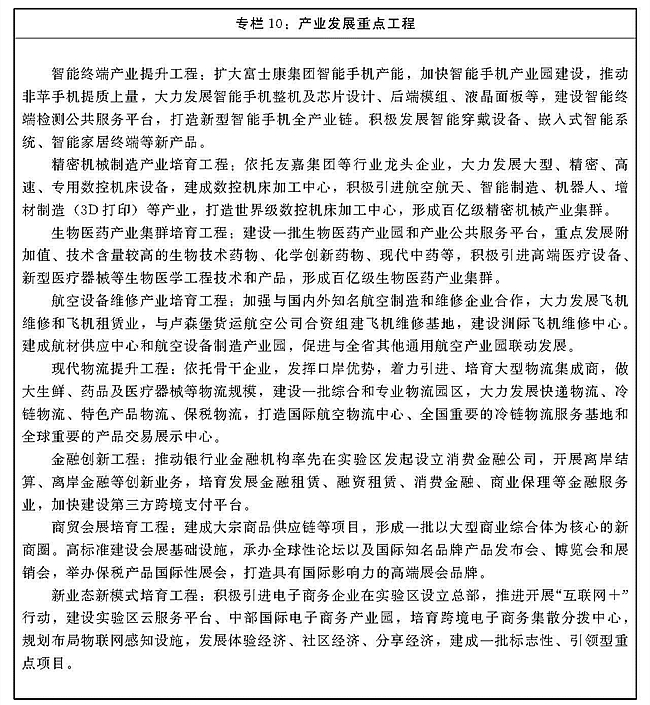 专栏10：产业发展重点工程
智能终端产业提升工程：扩大富士康集团智能手机产能，加快智能手机产业园建设，推动
非苹手机提质上量，大力发展智能手机整机及芯片设计、后端模组、液晶面板等，建设智能终
端检测公共服务平台，打造新型智能手机全产业链。积极发展智能穿戴设备、嵌入式智能系
统、智能家居终端等新产品。
精密机械制造产业培育工程：依托友嘉集团等行业龙头企业，大力发展大型、精密、高
速、专用数控机床设备，建成数控机床加工中心，积极引进航空航天、智能制造、机器人、增
材制造（3D打印）等产业，打造世界级数控机床加工中心，形成百亿级精密机械产业集群。
生物医药产业集群培育工程：建设一批生物医药产业园和产业公共服务平台，重点发展附
加值、技术含量较高的生物技术药物、化学创新药物、现代中药等，积极引进高端医疗设备、
新型医疗器械等生物医学工程技术和产品，形成百亿级生物医药产业集群。
航空设备维修产业培育工程：加强与国内外知名航空制造和维修企业合作，大力发展飞机
维修和飞机租赁业，与卢森堡货运航空公司合资组建飞机维修基地，建设洲际飞机维修中心。
建成航材供应中心和航空设备制造产业园，促进与全省其他通用航空产业园联动发展。
现代物流提升工程：依托骨干企业，发挥口岸优势，着力引进、培育大型物流集成商，做
大生鲜、药品及医疗器械等物流规模，建设一批综合和专业物流园区，大力发展快递物流、冷
链物流、特色产品物流、保税物流，打造国际航空物流中心、全国重要的冷链物流服务基地和
全球重要的产品交易展示中心。
金融创新工程：推动银行业金融机构率先在实验区发起设立消费金融公司，开展离岸结
算、离岸金融等创新业务，培育发展金融租赁、融资租赁、消费金融、商业保理等金融服务
业，加快建设第三方跨境支付平台。
商贸会展培育工程：建成大宗商品供应链等项目，形成一批以大型商业综合体为核心的新
商圈。高标准建设会展基础设施，承办全球性论坛以及国际知名品牌产品发布会、博览会和展
销会，举办保税产品国际性展会，打造具有国际影响力的高端展会品牌。
新业态新模式培育工程：积极引进电子商务企业在实验区设立总部，推进开展“互联网＋”
行动，建设实验区云服务平台、中部国际电子商务产业园，培育跨境电子商务集散分拨中心，
规划布局物联网感知设施，发展体验经济、社区经济、分享经济，建成一批标志性、引领型重
点项目。